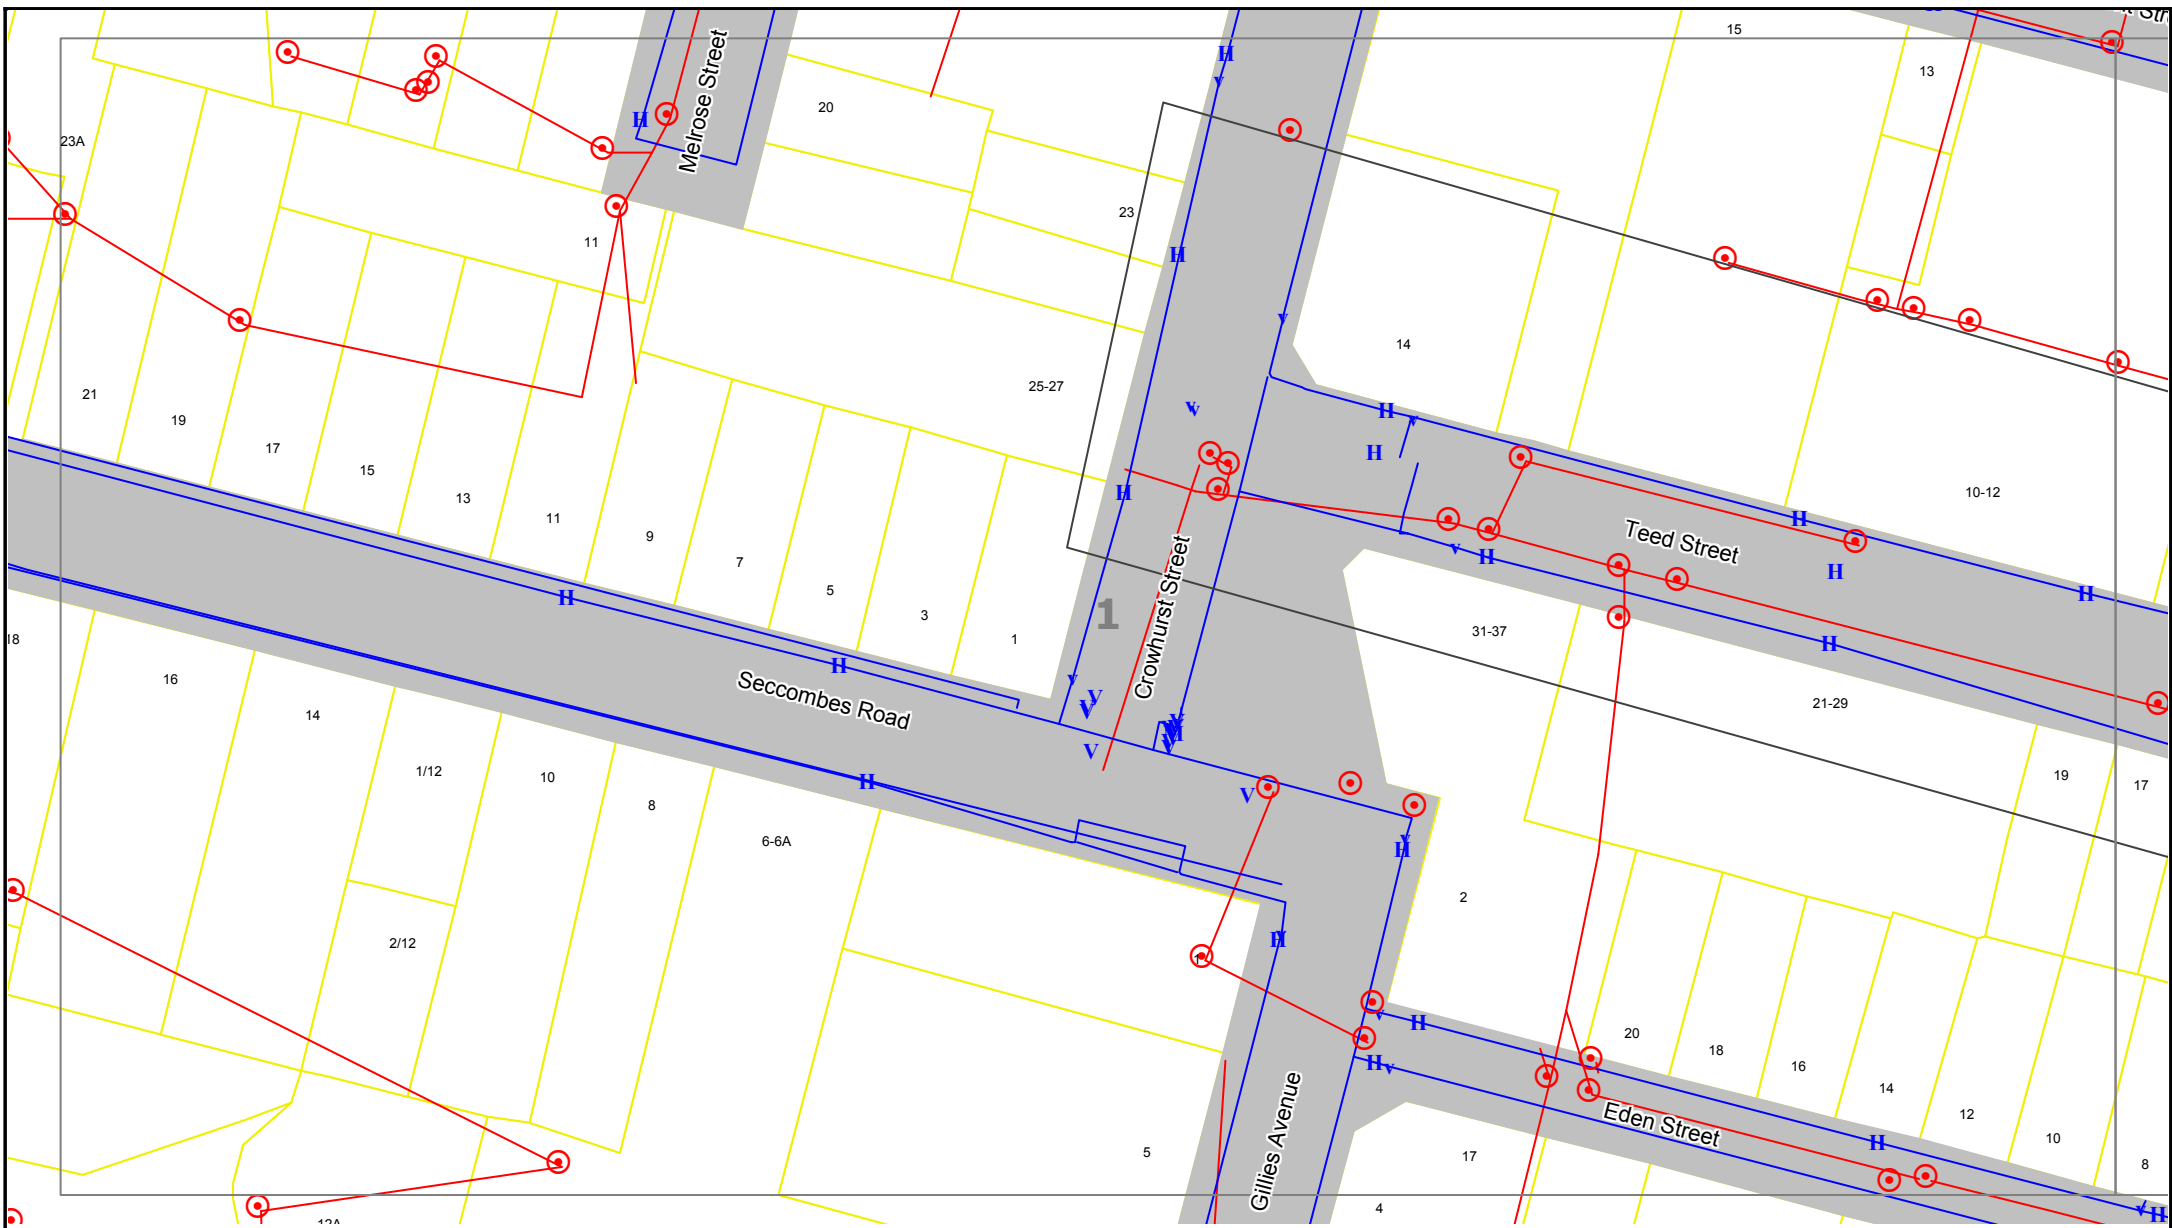 15
13
Melrose Street
H
v
H
20
23A
23
H
11
v
14
25-27
21
v
H
v
19
H
17
15
10-12
13
H
H
11
Teed Street
9
v
H
7
H
H
5
H
Crowhurst Street
3
1
31-37
1
H
18
H
16
v
V
V
Seccombes Road
21-29
14
V
1/12
10
H
19
17
V
8
6-6A
v
H
2
2/12
H
1
v
H
20
18
H
v
16
14
Eden Street
12
H
10
5
17
8
Gillies Avenue
4
v
H
12A